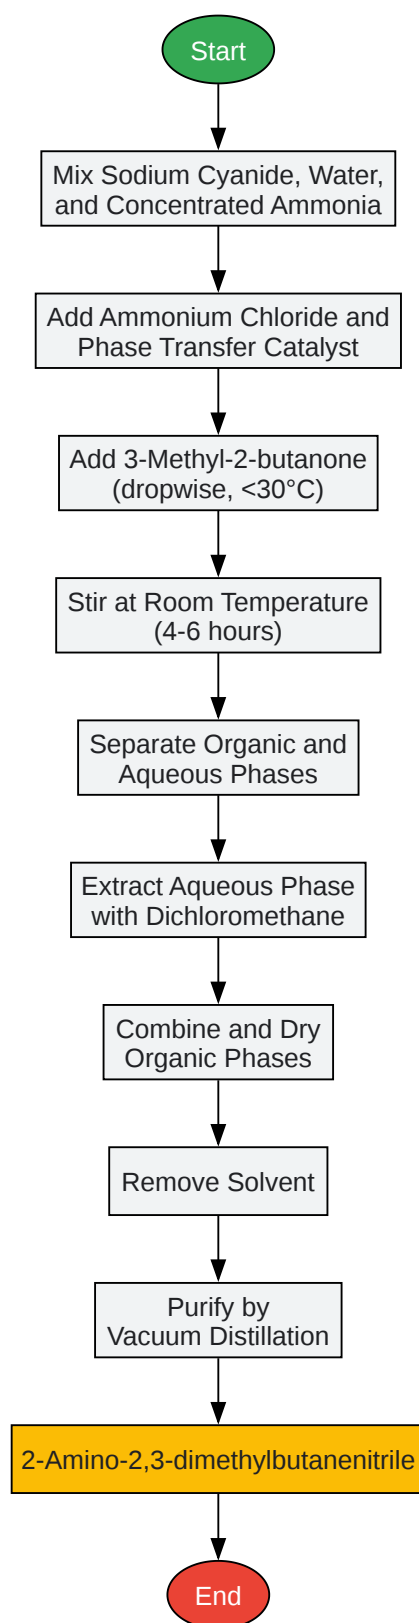 Start
Mix Sodium Cyanide, Water,
and Concentrated Ammonia
Add Ammonium Chloride and
Phase Transfer Catalyst
Add 3-Methyl-2-butanone
(dropwise, <30°C)
Stir at Room Temperature
(4-6 hours)
Separate Organic and
Aqueous Phases
Extract Aqueous Phase
with Dichloromethane
Combine and Dry
Organic Phases
Remove Solvent
Purify by
Vacuum Distillation
2-Amino-2,3-dimethylbutanenitrile
End